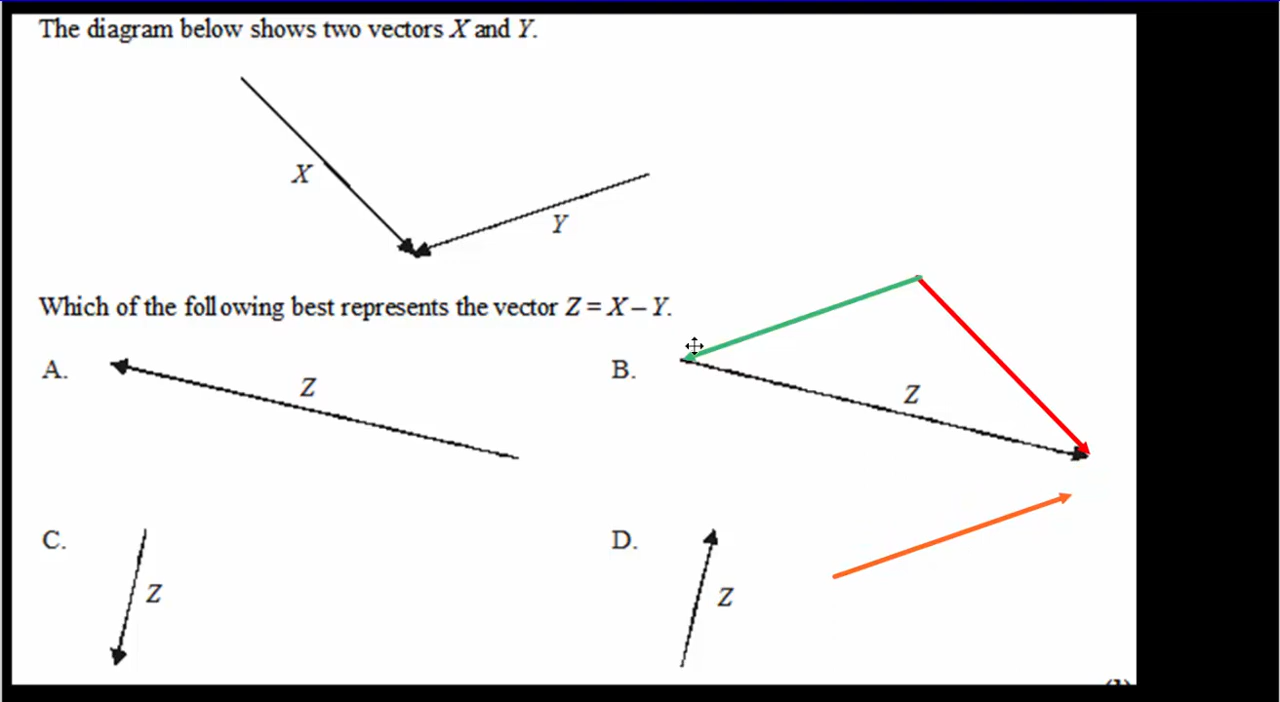 The diagram below shows two vectors X and Y.
X
Y
Which of the following best represents the vector Z = X – Y.
A.
Z
B.
Z
C.
Z
D.
Z